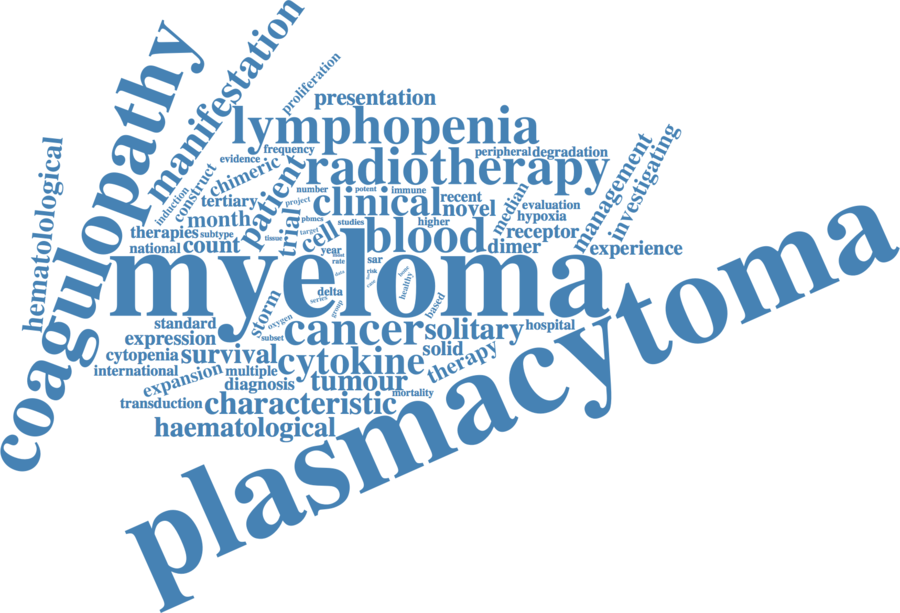 manifestation
proliferation
coagulopathy
presentation
lymphopenia
hematological
frequency
evidence
peripheral
degradation
radiotherapy
management
investigating
construct
chimeric
patient
induction
tertiary
number
potent
immune
project
clinical
recent
novel
median
evaluation
hypoxia
month
trial
pbmcs
studies
higher
therapies
subtype
target
cell
blood
receptor
national
count
tissue
year
dimer
experience
myeloma
rate
sar
data
risk
healthy
delta
series
group
based
storm
oxygen
standard
subset
cancer
solitary
hospital
expression
cytopenia
survival
cytokine
solid
therapy
international
expansion
multiple
diagnosis
tumour
mortality
transduction
characteristic
haematological
plasmacytoma